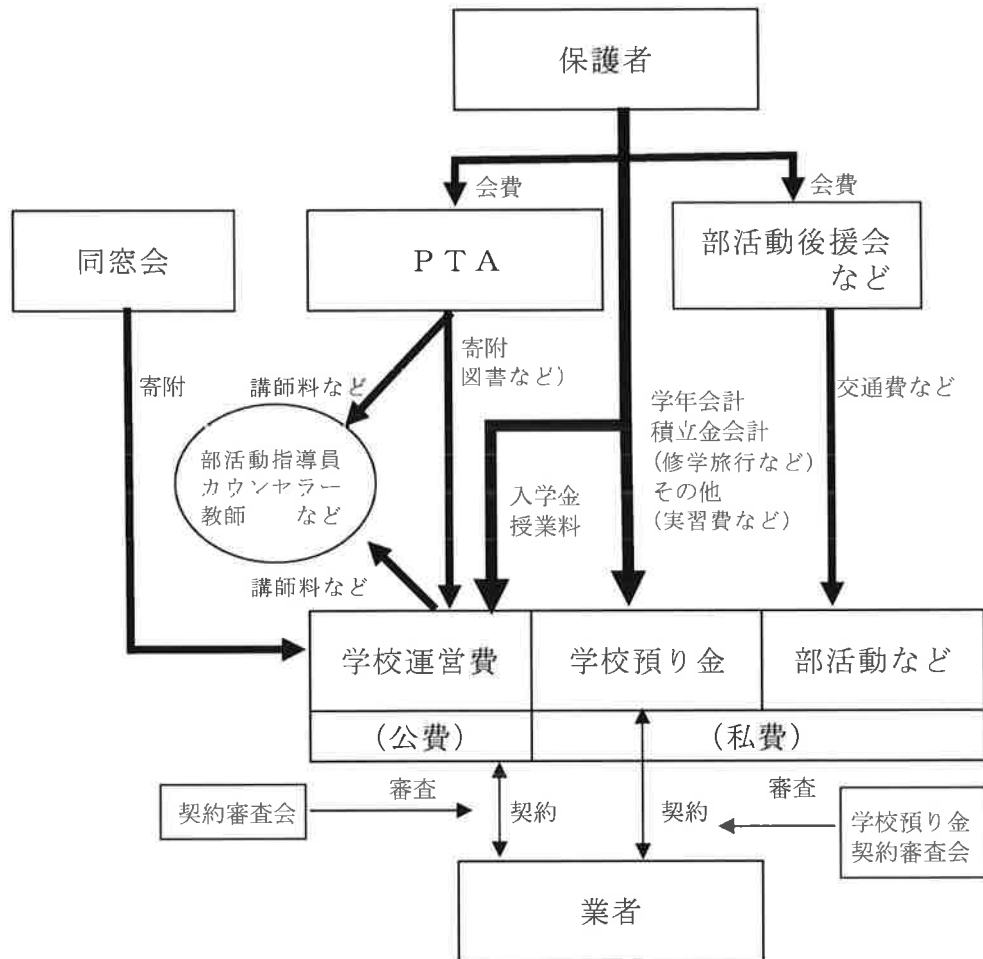 保護者
会費
会費
同窓会
PTA
部活動後援会
など
寄附
講師料など
寄附
図書など）
交通費など
学年会計
積立金会計
(修学旅行など)
その他
(実習費など)
部活動指導員
カウンセラー
教師　など
入学金
授業料
講師料など
学校運営費
学校預り金
部活動など
(公費)
(私費)
契約審査会
審査
契約
契約
審査
学校預り金
契約審査会
業者